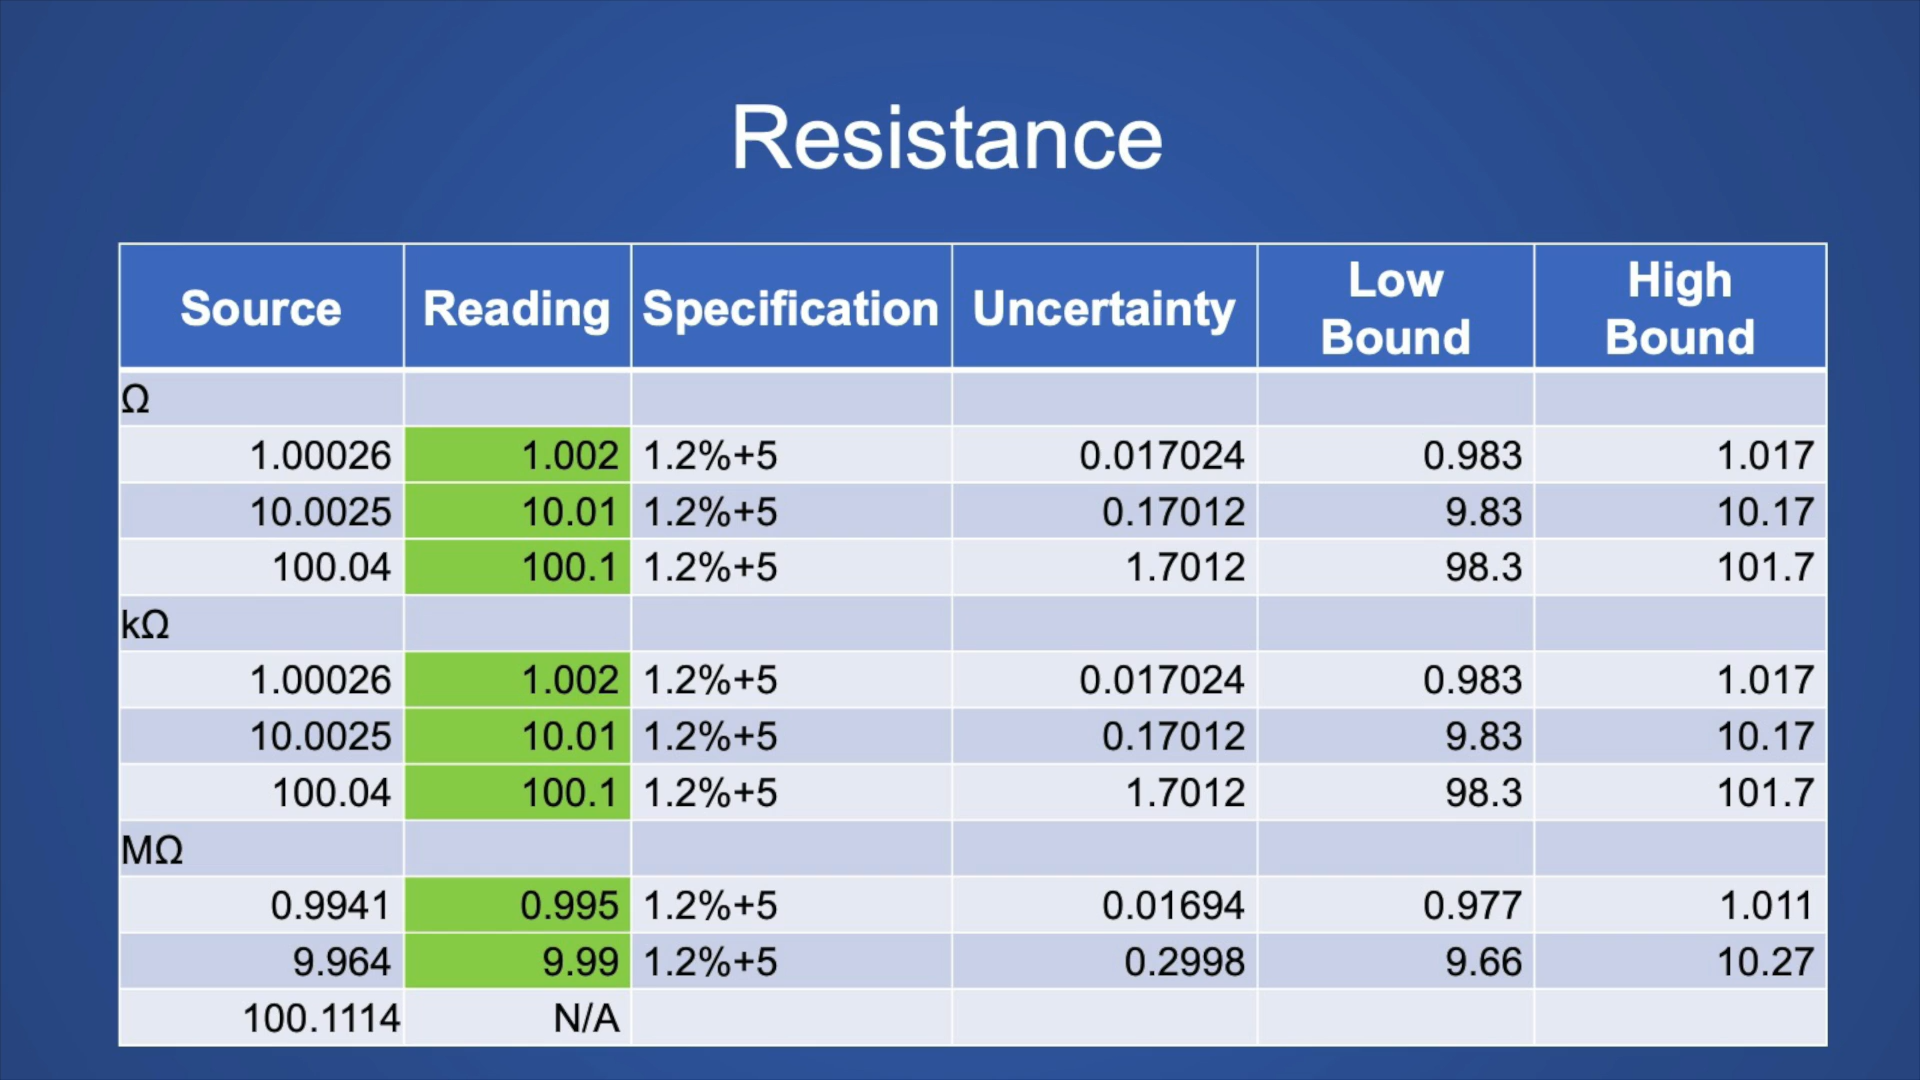 Resistance
Source Reading Specification Uncertainty Low Bound High Bound
Ω
1.00026 1.002 1.2%+5 0.017024 0.983 1.017
10.0025 10.01 1.2%+5 0.17012 9.83 10.17
100.04 100.1 1.2%+5 1.7012 98.3 101.7
kΩ
1.00026 1.002 1.2%+5 0.017024 0.983 1.017
10.0025 10.01 1.2%+5 0.17012 9.83 10.17
100.04 100.1 1.2%+5 1.7012 98.3 101.7
MΩ
0.9941 0.995 1.2%+5 0.01694 0.977 1.011
9.964 9.99 1.2%+5 0.2998 9.66 10.27
100.1114 N/A